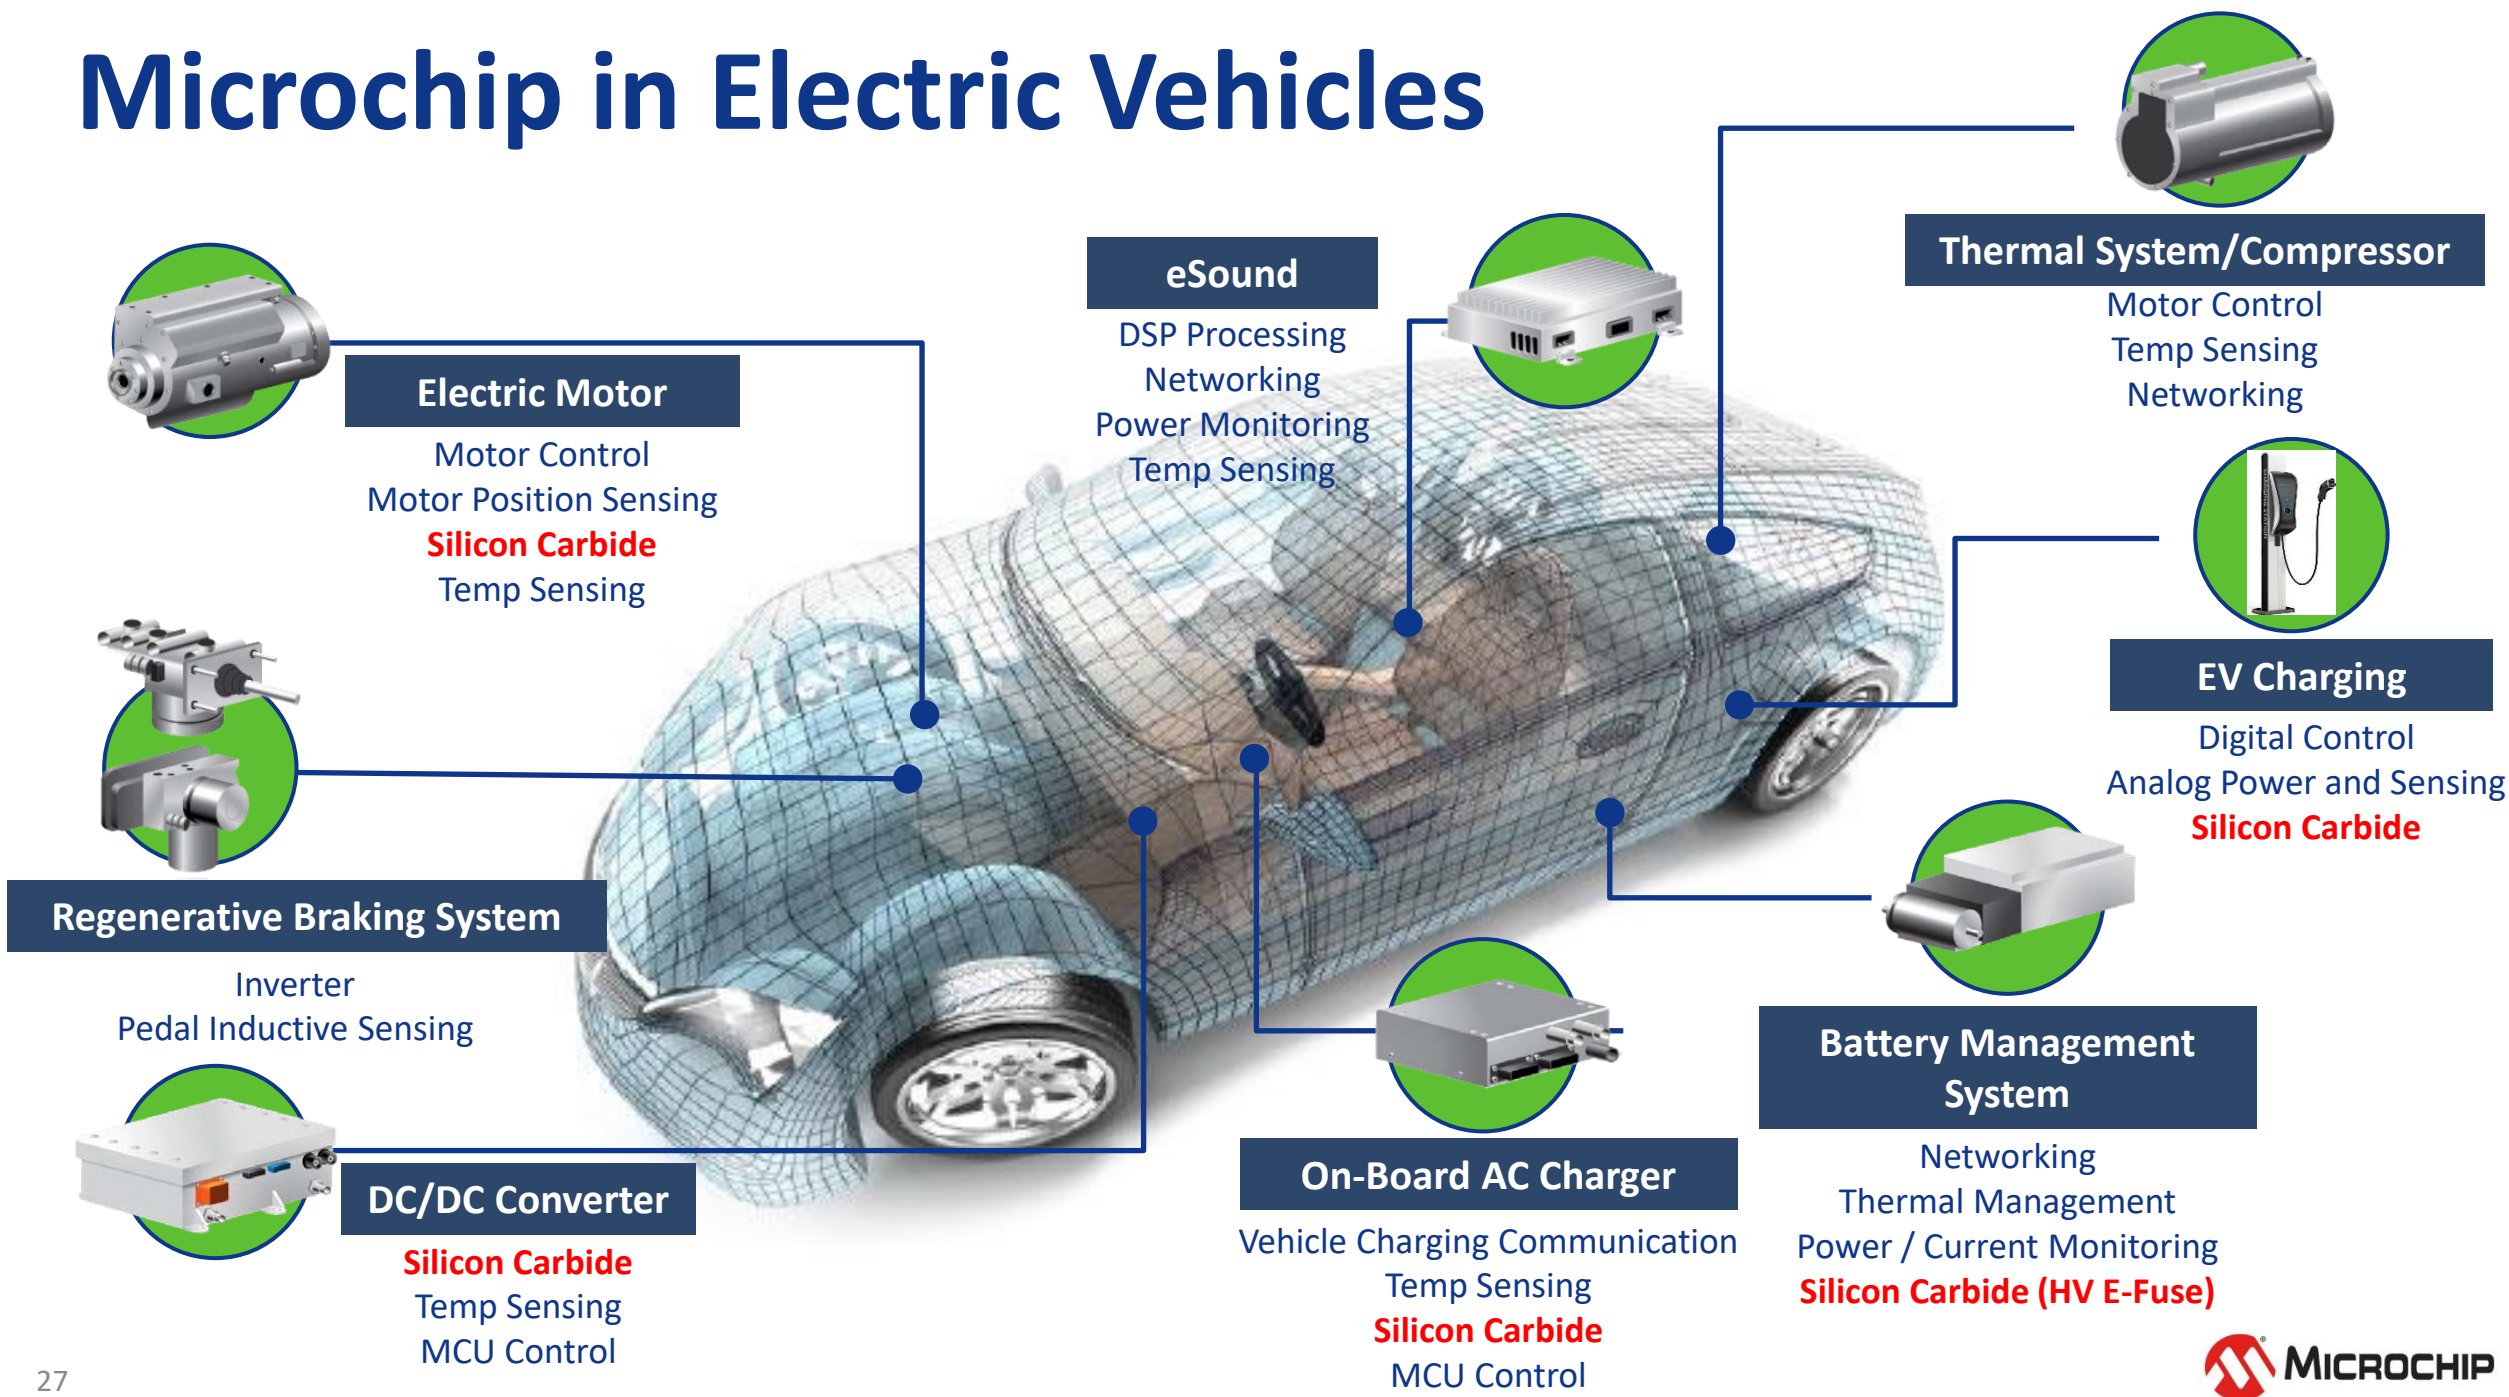 Microchip in Electric Vehicles
Electric Motor
Motor Control
Motor Position Sensing
Silicon Carbide
Temp Sensing
eSound
DSP Processing
Networking
Power Monitoring
Temp Sensing
Thermal System/Compressor
Motor Control
Temp Sensing
Networking
EV Charging
Digital Control
Analog Power and Sensing
Silicon Carbide
Regenerative Braking System
Inverter
Pedal Inductive Sensing
DC/DC Converter
Silicon Carbide
Temp Sensing
MCU Control
On-Board AC Charger
Vehicle Charging Communication
Temp Sensing
Silicon Carbide
MCU Control
Battery Management
System
Networking
Thermal Management
Power / Current Monitoring
Silicon Carbide (HV E-Fuse)
27
MICROCHIP